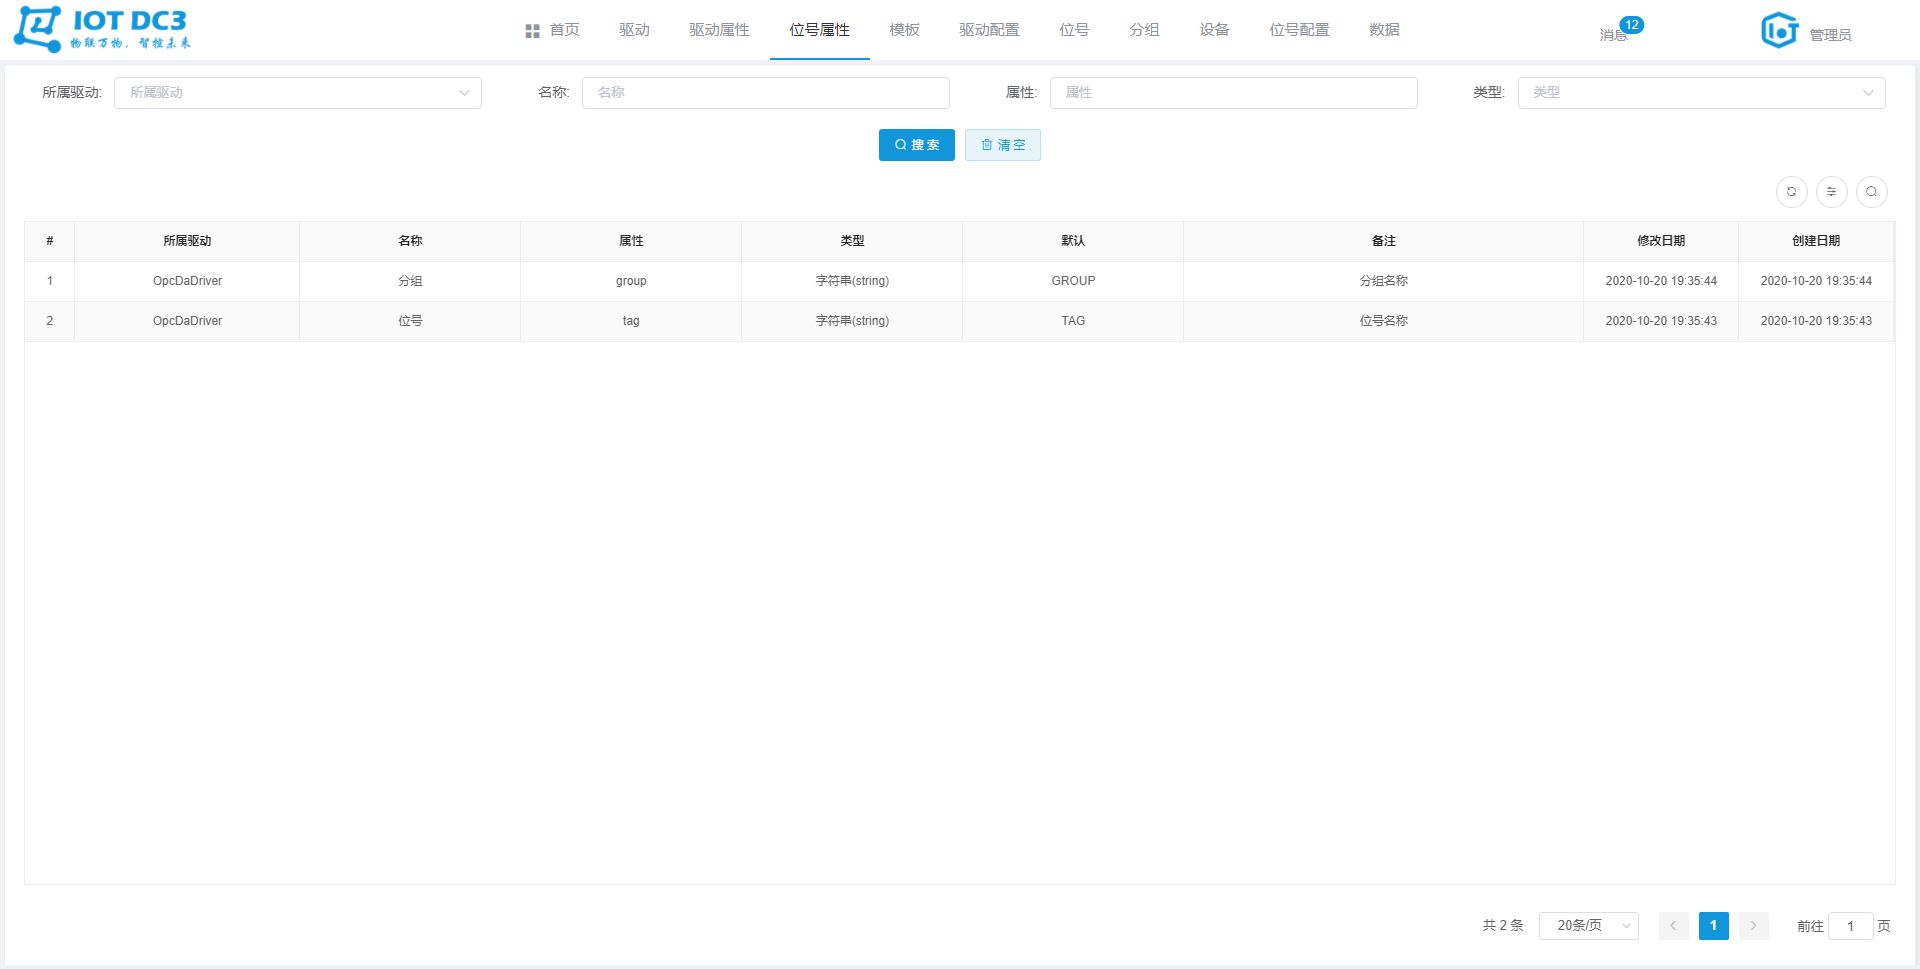 IOT DC3
物联万物，智控未来
首页 驱动 驱动属性 位号属性 模板 驱动配置 位号 分组 设备 位号配置 数据 消息 12 管理员
所属驱动: 所属驱动 名称: 名称 属性: 属性 类型: 类型
搜 索 清 空
# 所属驱动 名称 属性 类型 默认 备注 修改日期 创建日期
1 OpcDaDriver 分组 group 字符串(string) GROUP 分组名称 2020-10-20 19:35:44 2020-10-20 19:35:44
2 OpcDaDriver 位号 tag 字符串(string) TAG 位号名称 2020-10-20 19:35:43 2020-10-20 19:35:43
共 2 条 20条/页 1 前往 1 页